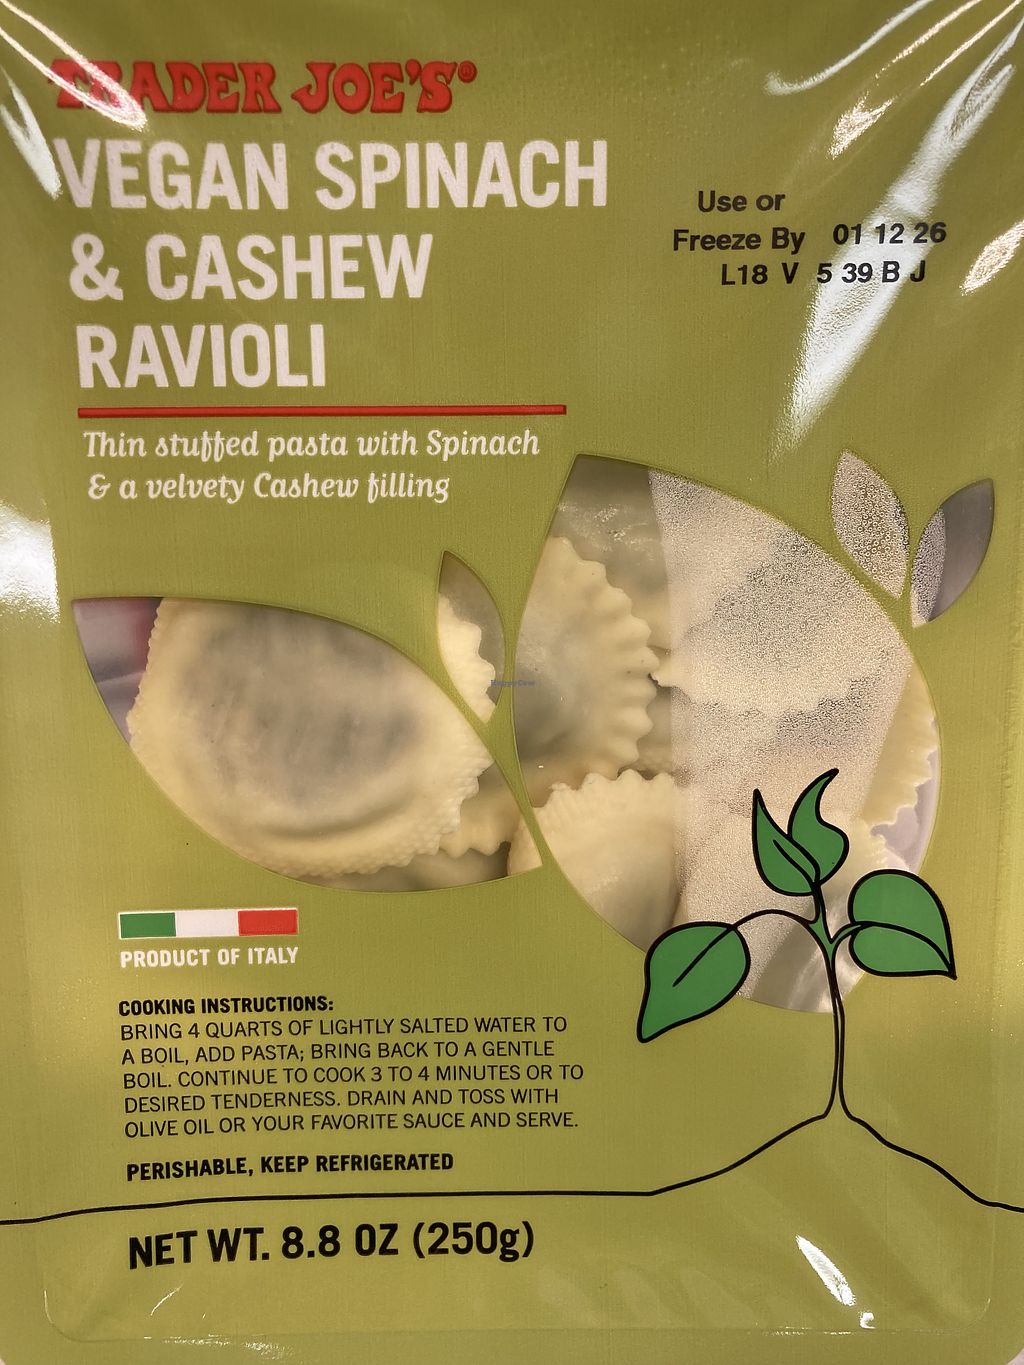 TRADER JOE'S®
VEGAN SPINACH
& CASHEW
RAVIOLI
Thin stuffed pasta with Spinach
& a velvety Cashew filling
Use or
Freeze By 01 12 26
L18 V 5 39 B J
HappyCow
PRODUCT OF ITALY
COOKING INSTRUCTIONS:
BRING 4 QUARTS OF LIGHTLY SALTED WATER TO
A BOIL, ADD PASTA; BRING BACK TO A GENTLE
BOIL. CONTINUE TO COOK 3 TO 4 MINUTES OR TO
DESIRED TENDERNESS. DRAIN AND TOSS WITH
OLIVE OIL OR YOUR FAVORITE SAUCE AND SERVE.
PERISHABLE, KEEP REFRIGERATED
NET WT. 8.8 OZ (250g)